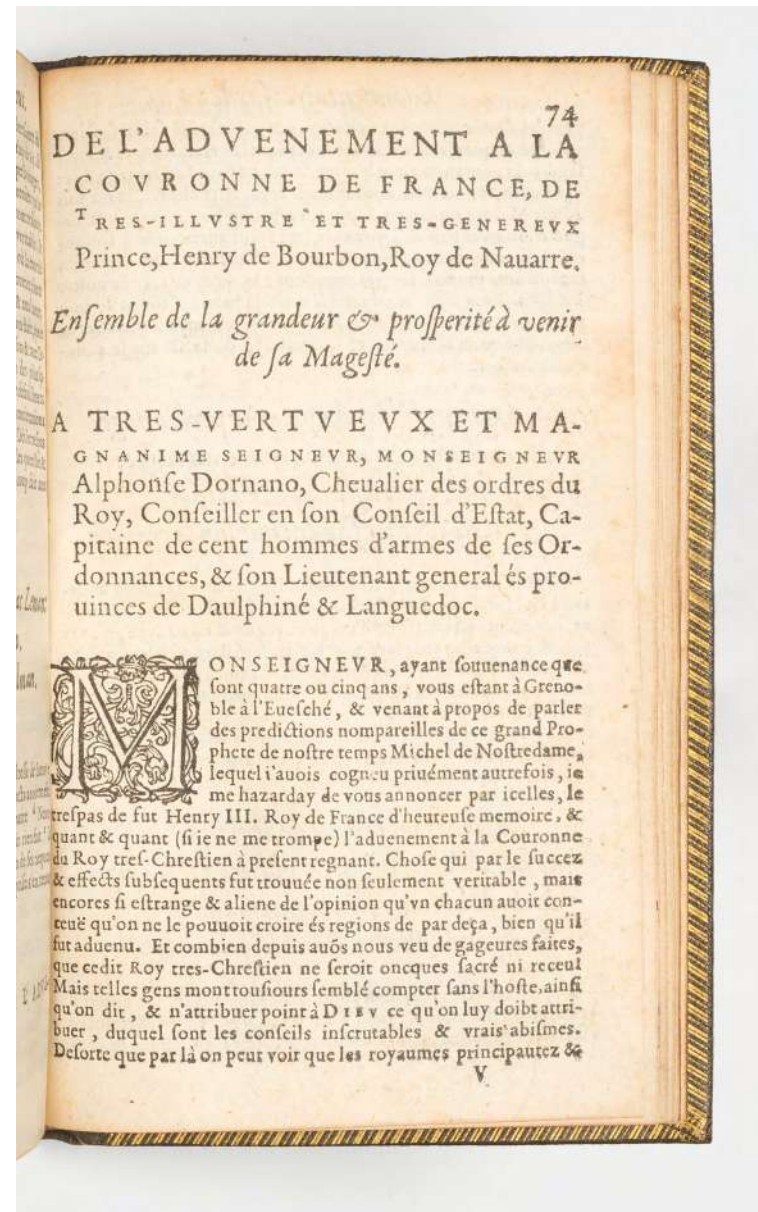 74
DE L'ADVENEMENT A LA
COVRONNE DE FRANCE, DE
TRES-ILLVSTRE ET TRES-GENEREVX
Prince, Henry de Bourbon, Roy de Nauarre.
Enſemble de la grandeur & proſperité à venir
de ſa Mageſté.
A TRES-VERTVEVX ET MA-
GNANIME SEIGNEVR, MONSEIGNEVR
Alphonſe Dornano, Cheualier des ordres du
Roy, Conſeiller en ſon Conſeil d'Eſtat, Ca-
pitaine de cent hommes d'armes de ſes Or-
donnances, & ſon Lieutenant general és pro-
uinces de Daulphiné & Languedoc.
MONSEIGNEVR, ayant ſouuenance que
ſont quatre ou cinq ans, vous eſtant à Greno-
ble à l'Eueſché, & venant à propos de parler
des predictions nompareilles de ce grand Pro-
phete de noſtre temps Michel de Noſtredame,
lequel i'auois cogneu priuément autrefois, ie
me hazarday de vous annoncer par icelles, le
treſpas de fut Henry III. Roy de France d'heureuſe memoire, &
quant & quant (ſi ie ne me trompe) l'aduenement à la Couronne
du Roy treſ-Chreſtien à preſent regnant. Choſe qui par le ſuccez
& effects ſubſequents fut trouuée non ſeulement veritable, mais
encores ſi eſtrange & aliene de l'opinion qu'vn chacun auoit con-
ceuë qu'on ne le pouuoit croire és regions de par deça, bien qu'il
fut aduenu. Et combien depuis auõs nous veu de gageures faites,
que cedit Roy tres-Chreſtien ne ſeroit oncques ſacré ni receu!
Mais telles gens mont touſiours ſemblé compter ſans l'hoſte, ainſi
qu'on dit, & n'attribuer point à DIEV ce qu'on luy doibt attri-
buer, duquel ſont les conſeils inſcrutables & vrais abiſmes.
Deſorte que par là on peut voir que les royaumes principautez &
V